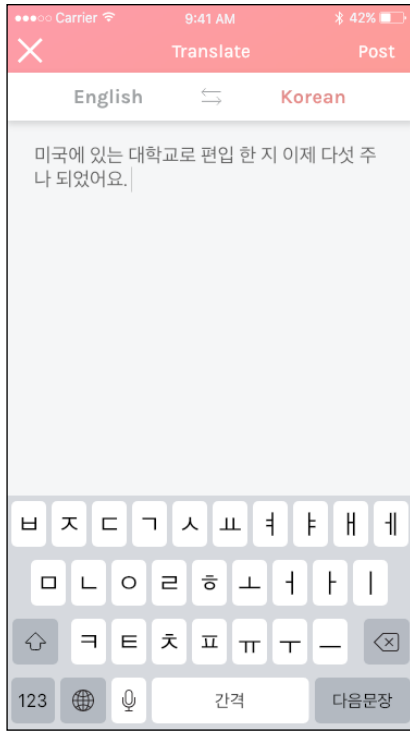 Carrier 9:41 AM 42%
Translate Post
English Korean
미국에 있는 대학교로 편입 한 지 이제 다섯 주
나 되었어요.
ㅂ ㅈ ㄷ ㄱ ㅅ ㅛ ㅕ ㅑ ㅐ ㅔ
ㅁ ㄴ ㅇ ㄹ ㅎ ㅗ ㅓ ㅏ ㅣ
ㅋ ㅌ ㅊ ㅍ ㅠ ㅜ ㅡ
123 간격 다음문장